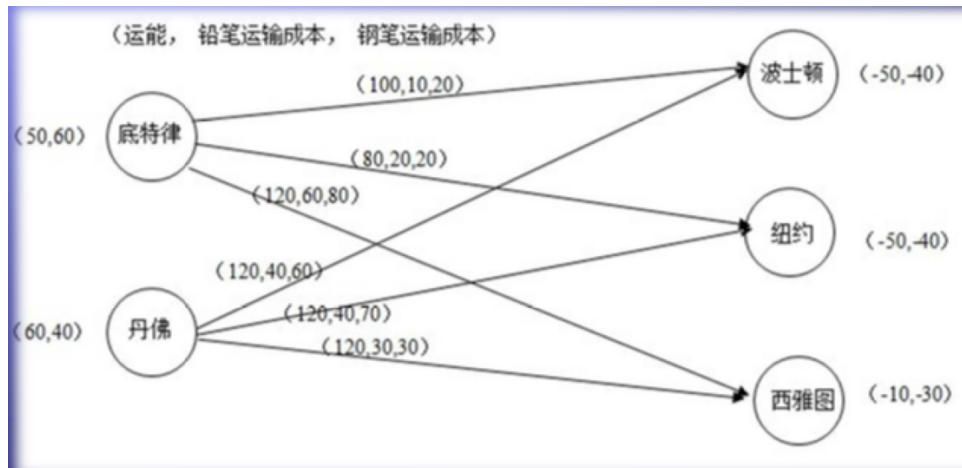 （运能， 铅笔运输成本， 钢笔运输成本）
波士顿
（-50,-40）
（100,10,20）
（50,60）
底特律
（80,20,20）
（120,60,80）
纽约
（-50,-40）
（120,40,60）
（120,40,70）
（60,40）
丹佛
（120,30,30）
西雅图
（-10,-30）